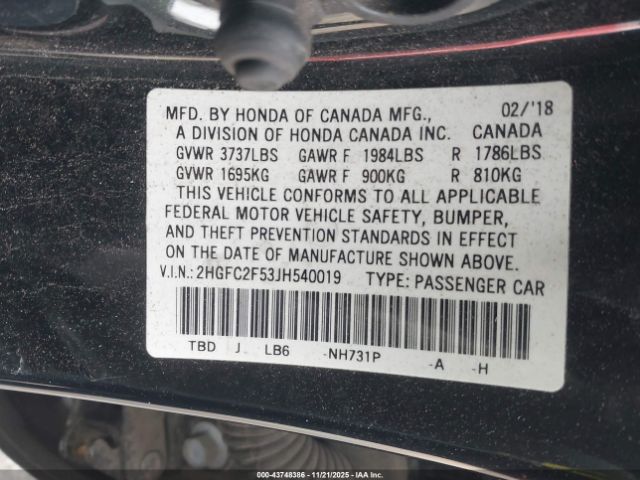 MFD. BY HONDA OF CANADA MFG., 02/'18
A DIVISION OF HONDA CANADA INC. CANADA
GVWR 3737LBS GAWR F 1984LBS R 1786LBS
GVWR 1695KG GAWR F 900KG R 810KG
THIS VEHICLE CONFORMS TO ALL APPLICABLE
FEDERAL MOTOR VEHICLE SAFETY, BUMPER,
AND THEFT PREVENTION STANDARDS IN EFFECT
ON THE DATE OF MANUFACTURE SHOWN ABOVE.
V.I.N.: 2HGFC2F53JH540019 TYPE: PASSENGER CAR
TBD J LB6 -NH731P -A -H
000-43748386 - 11/21/2025 - IAA Inc.